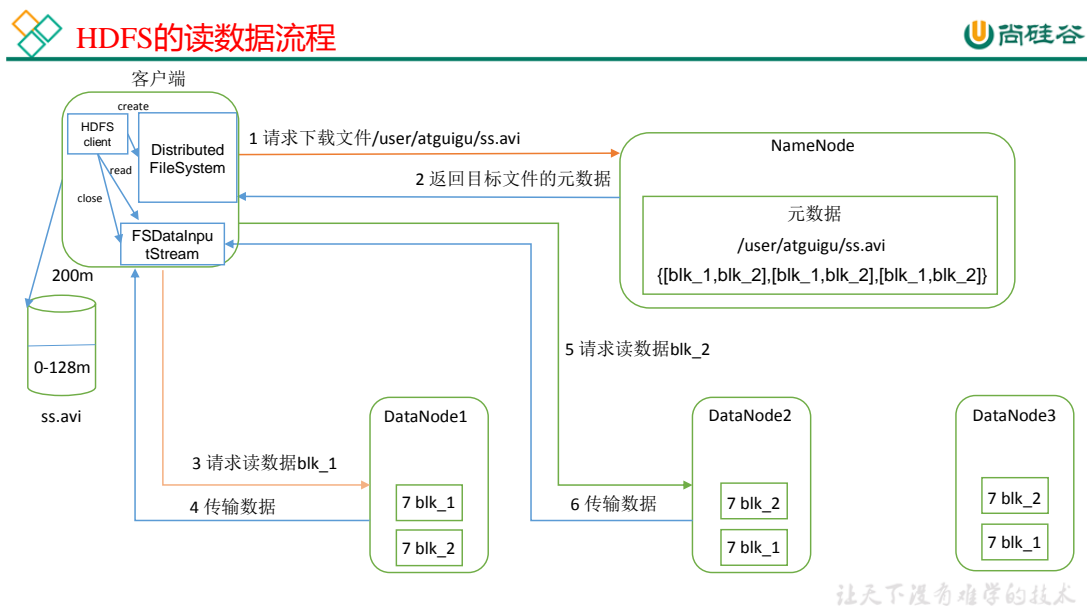 HDFS的读数据流程
尚硅谷
客户端
create
HDFS
client
Distributed
FileSystem
read
close
FSDataInpu
tStream
1 请求下载文件/user/atguigu/ss.avi
2 返回目标文件的元数据
NameNode
元数据
/user/atguigu/ss.avi
{[blk_1,blk_2],[blk_1,blk_2],[blk_1,blk_2]}
200m
0-128m
ss.avi
5 请求读数据blk_2
3 请求读数据blk_1
4 传输数据
6 传输数据
DataNode1
7 blk_1
7 blk_2
DataNode2
7 blk_2
7 blk_1
DataNode3
7 blk_2
7 blk_1
让天下没有难学的技术